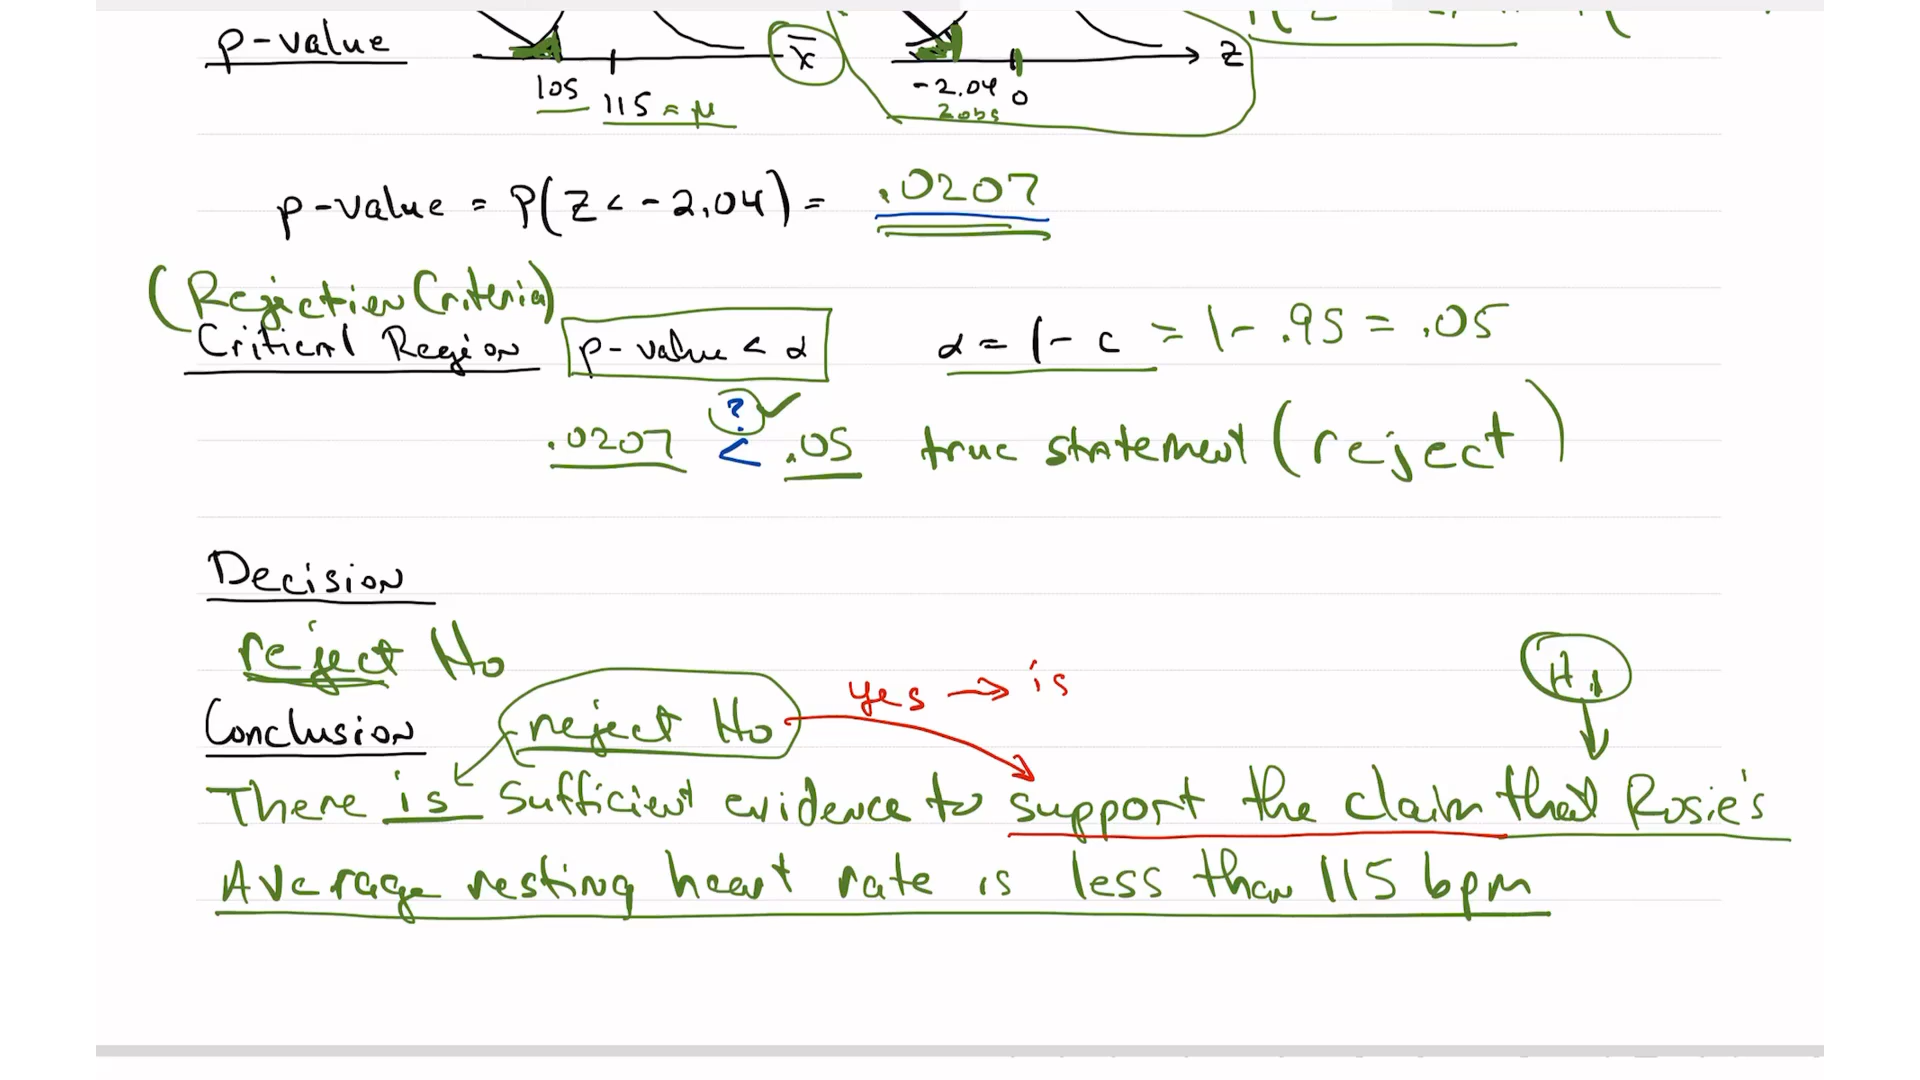 p-value
x̄
Z
105
115 = μ
-2.04
0
zobs
p-value = P(Z < -2.04) = .0207
(Rejection Criteria)
Critical Region
p-value < α
α = 1 - c = 1 - .95 = .05
?
.0207 < .05 true statement (reject)
Decision
reject Ho
H1
yes → is
Conclusion
reject Ho
There is sufficient evidence to support the claim that Rosie's
Average resting heart rate is less than 115 bpm